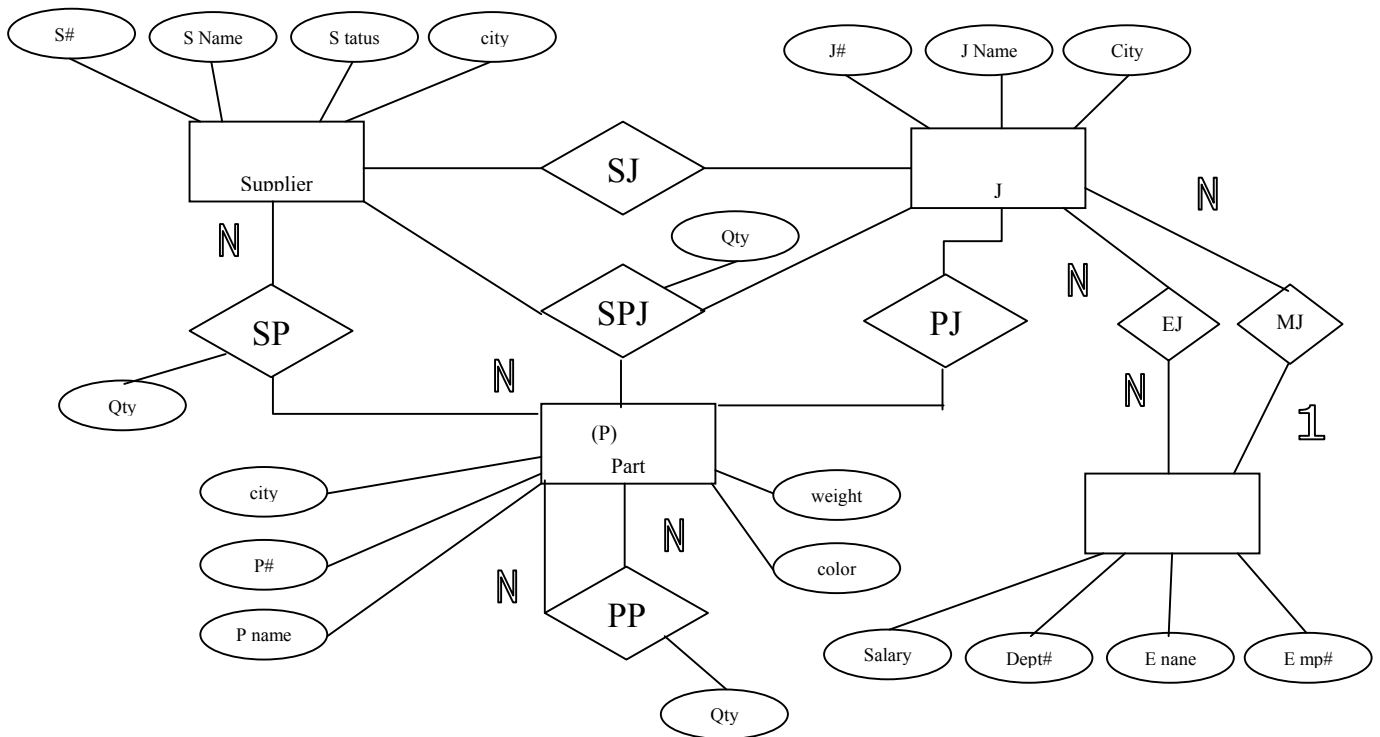 S#
S Name
S tatus
city
J#
J Name
City
Supplier
SJ
J
N
N
Qty
N
SP
SPJ
PJ
EJ
MJ
N
N
Qty
1
(P)
Part
city
weight
P#
N
color
N
P name
PP
Salary
Dept#
E nane
E mp#
Qty